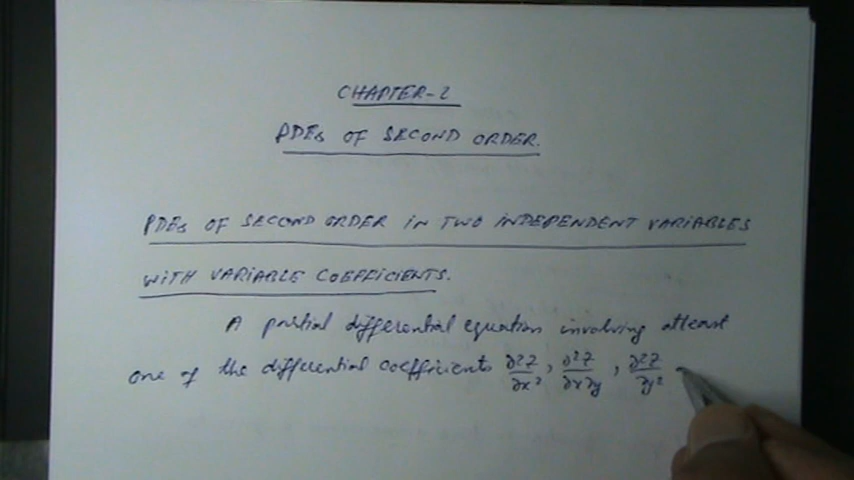 CHAPTER-2
PDEs OF SECOND ORDER.
PDEs OF SECOND ORDER IN TWO INDEPENDENT VARIABLES
WITH VARIABLE COEFFICIENTS.
A partial differential equation involving atleast
one of the differential coefficients ∂²z/∂x², ∂²z/∂x∂y, ∂²z/∂y²